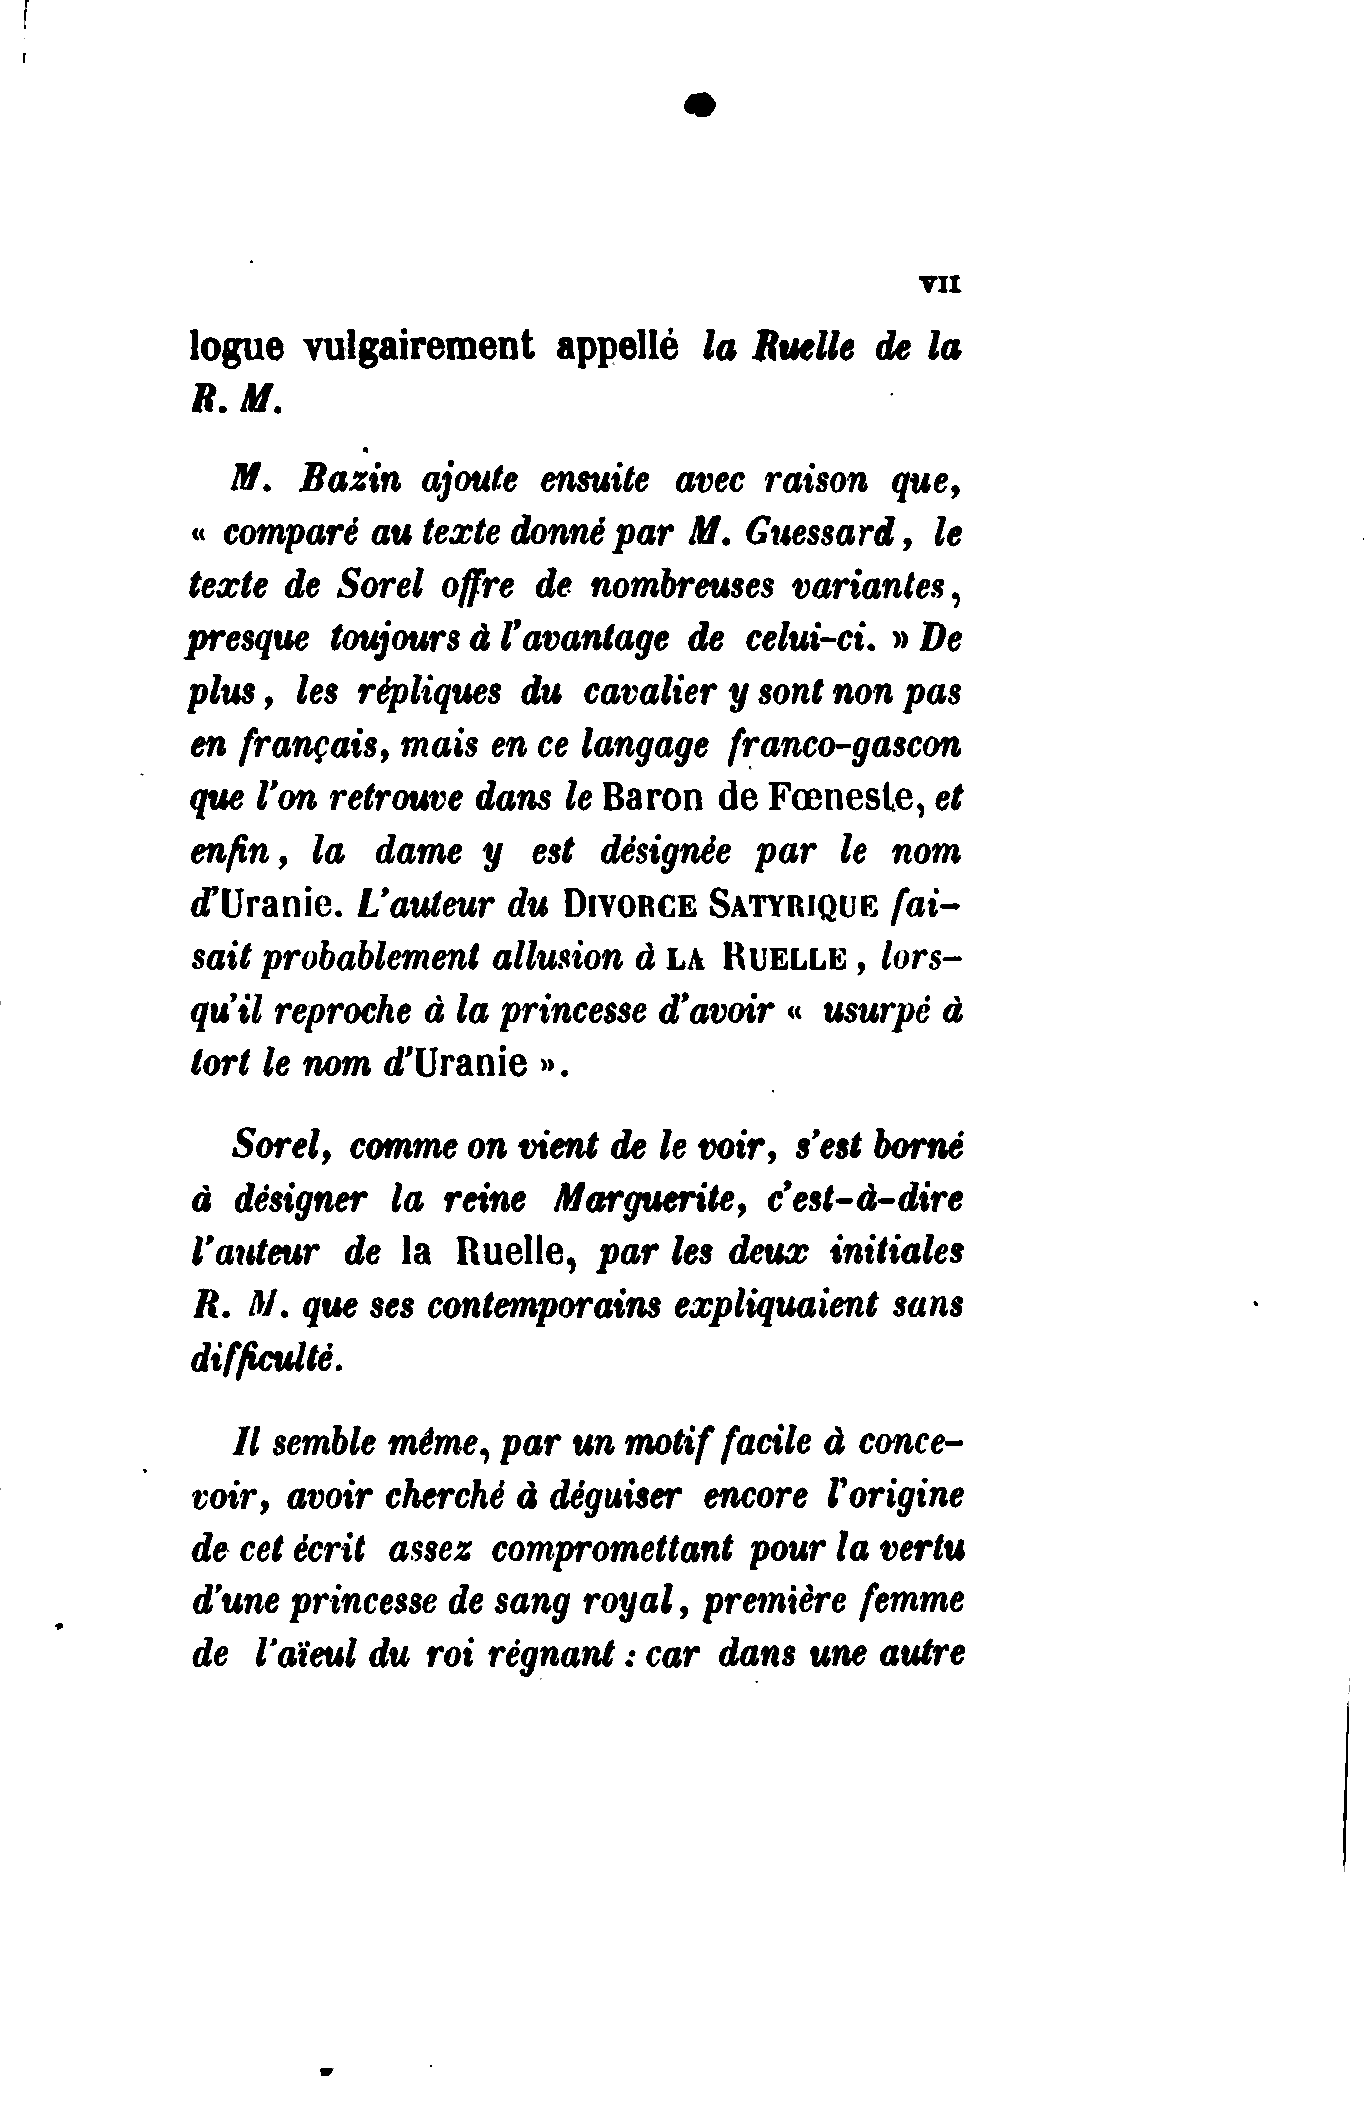 VII
logue vulgairement appellé la Ruelle de la
R. M.
M. Bazin ajoute ensuite avec raison que,
« comparé au texte donné par M. Guessard, le
texte de Sorel offre de nombreuses variantes,
presque toujours à l'avantage de celui-ci. » De
plus, les répliques du cavalier y sont non pas
en français, mais en ce langage franco-gascon
que l'on retrouve dans le Baron de Fœneste, et
enfin, la dame y est désignée par le nom
d'Uranie. L'auteur du DIVORCE SATYRIQUE fai-
sait probablement allusion à LA RUELLE, lors-
qu'il reproche à la princesse d'avoir « usurpé à
tort le nom d'Uranie ».
Sorel, comme on vient de le voir, s'est borné
à désigner la reine Marguerite, c'est-à-dire
l'auteur de la Ruelle, par les deux initiales
R. M. que ses contemporains expliquaient sans
difficulté.
Il semble même, par un motif facile à conce-
voir, avoir cherché à déguiser encore l'origine
de cet écrit assez compromettant pour la vertu
d'une princesse de sang royal, première femme
de l'aïeul du roi régnant : car dans une autre